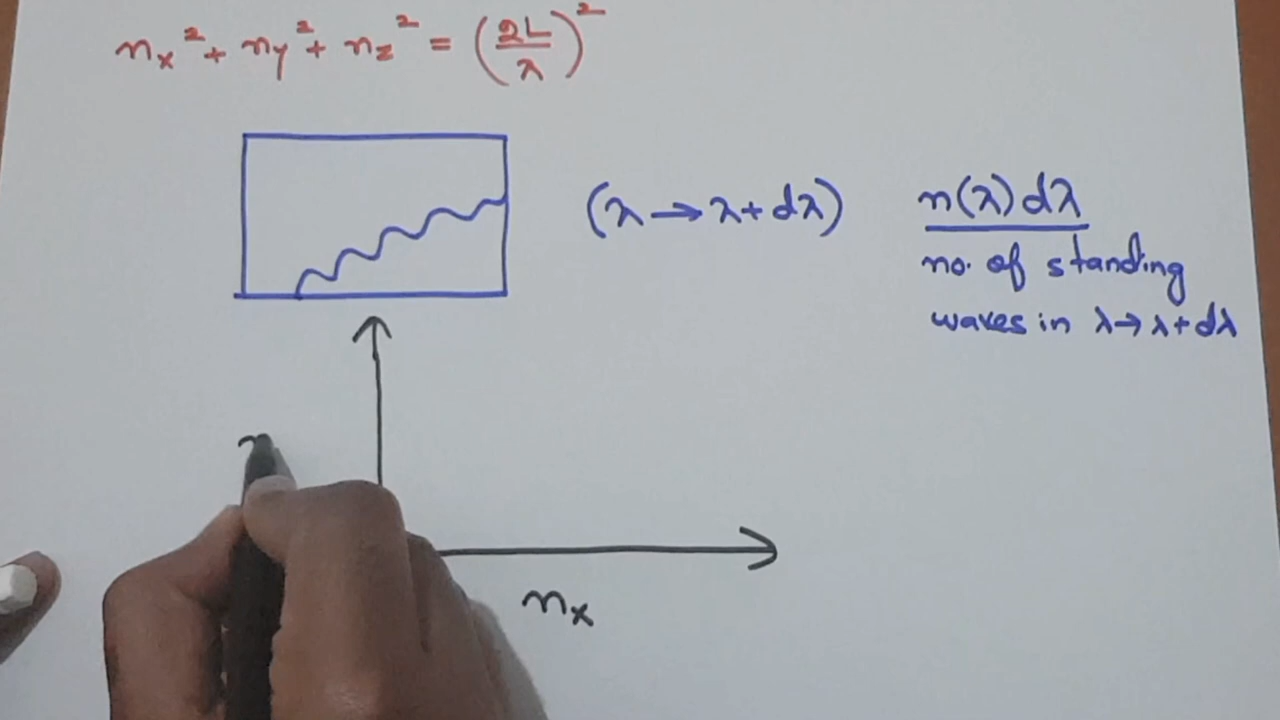 nx² + ny² + nz² = (2L/λ)²
(λ → λ + dλ)
n(λ)dλ
no. of standing
waves in λ → λ + dλ
nx